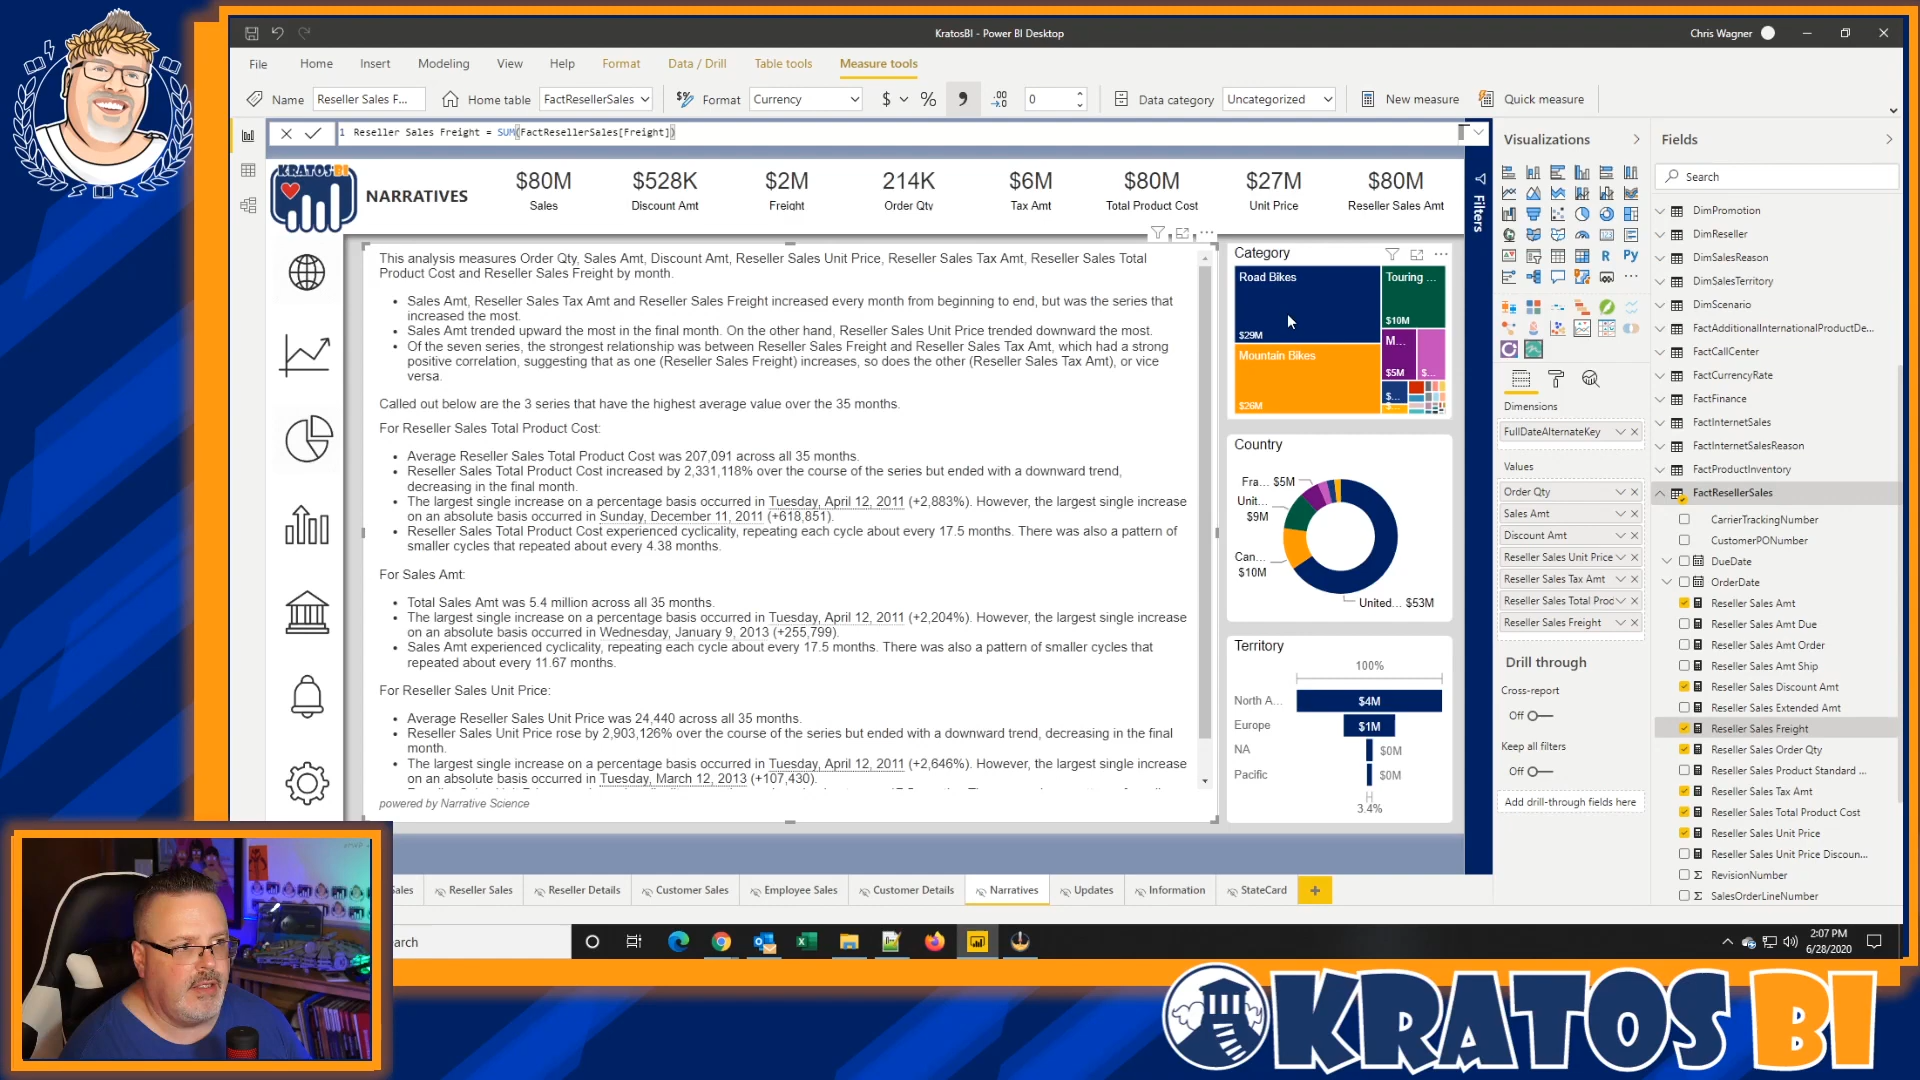 KratosBI - Power BI Desktop
Chris Wagner
File
Home
Insert
Modeling
View
Help
Format
Data / Drill
Table tools
Measure tools
Name
Reseller Sales F...
Home table
FactResellerSales
Format
Currency
$
%
0
Data category
Uncategorized
New measure
Quick measure
1 Reseller Sales Freight = SUM(FactResellerSales[Freight])
KRATOS BI
NARRATIVES
$80M
Sales
$528K
Discount Amt
$2M
Freight
214K
Order Qty
$6M
Tax Amt
$80M
Total Product Cost
$27M
Unit Price
$80M
Reseller Sales Amt
This analysis measures Order Qty, Sales Amt, Discount Amt, Reseller Sales Unit Price, Reseller Sales Tax Amt, Reseller Sales Total
Product Cost and Reseller Sales Freight by month.
• Sales Amt, Reseller Sales Tax Amt and Reseller Sales Freight increased every month from beginning to end, but was the series that
increased the most.
• Sales Amt trended upward the most in the final month. On the other hand, Reseller Sales Unit Price trended downward the most.
• Of the seven series, the strongest relationship was between Reseller Sales Freight and Reseller Sales Tax Amt, which had a strong
positive correlation, suggesting that as one (Reseller Sales Freight) increases, so does the other (Reseller Sales Tax Amt), or vice
versa.
Called out below are the 3 series that have the highest average value over the 35 months.
For Reseller Sales Total Product Cost:
• Average Reseller Sales Total Product Cost was 207,091 across all 35 months.
• Reseller Sales Total Product Cost increased by 2,331,118% over the course of the series but ended with a downward trend,
decreasing in the final month.
• The largest single increase on a percentage basis occurred in Tuesday, April 12, 2011 (+2,883%). However, the largest single increase
on an absolute basis occurred in Sunday, December 11, 2011 (+618,851).
• Reseller Sales Total Product Cost experienced cyclicality, repeating each cycle about every 17.5 months. There was also a pattern of
smaller cycles that repeated about every 4.38 months.
For Sales Amt:
• Total Sales Amt was 5.4 million across all 35 months.
• The largest single increase on a percentage basis occurred in Tuesday, April 12, 2011 (+2,204%). However, the largest single increase
on an absolute basis occurred in Wednesday, January 9, 2013 (+255,799).
• Sales Amt experienced cyclicality, repeating each cycle about every 17.5 months. There was also a pattern of smaller cycles that
repeated about every 11.67 months.
For Reseller Sales Unit Price:
• Average Reseller Sales Unit Price was 24,440 across all 35 months.
• Reseller Sales Unit Price rose by 2,903,126% over the course of the series but ended with a downward trend, decreasing in the final
month.
• The largest single increase on a percentage basis occurred in Tuesday, April 12, 2011 (+2,646%). However, the largest single increase
on an absolute basis occurred in Tuesday, March 12, 2013 (+107,430).
powered by Narrative Science
Category
Road Bikes
$29M
Mountain Bikes
$26M
Touring ...
$10M
M...
$5M
$...
$...
Country
Fra... $5M
Unit...
$9M
Can...
$10M
United... $53M
Territory
100%
North A...
$4M
Europe
$1M
NA
$0M
Pacific
$0M
3.4%
Filters
Visualizations
R
Py
Dimensions
FullDateAlternateKey
Values
Order Qty
Sales Amt
Discount Amt
Reseller Sales Unit Price
Reseller Sales Tax Amt
Reseller Sales Total Proc
Reseller Sales Freight
Drill through
Cross-report
Off
Keep all filters
Off
Add drill-through fields here
Fields
Search
DimPromotion
DimReseller
DimSalesReason
DimSalesTerritory
DimScenario
FactAdditionalInternationalProductDe...
FactCallCenter
FactCurrencyRate
FactFinance
FactInternetSales
FactInternetSalesReason
FactProductInventory
FactResellerSales
CarrierTrackingNumber
CustomerPONumber
DueDate
OrderDate
Reseller Sales Amt
Reseller Sales Amt Due
Reseller Sales Amt Order
Reseller Sales Amt Ship
Reseller Sales Discount Amt
Reseller Sales Extended Amt
Reseller Sales Freight
Reseller Sales Order Qty
Reseller Sales Product Standard ...
Reseller Sales Tax Amt
Reseller Sales Total Product Cost
Reseller Sales Unit Price
Reseller Sales Unit Price Discoun...
Σ RevisionNumber
Σ SalesOrderLineNumber
Sales
Reseller Sales
Reseller Details
Customer Sales
Employee Sales
Customer Details
Narratives
Updates
Information
StateCard
+
arch
2:07 PM
6/28/2020
KRATOS BI